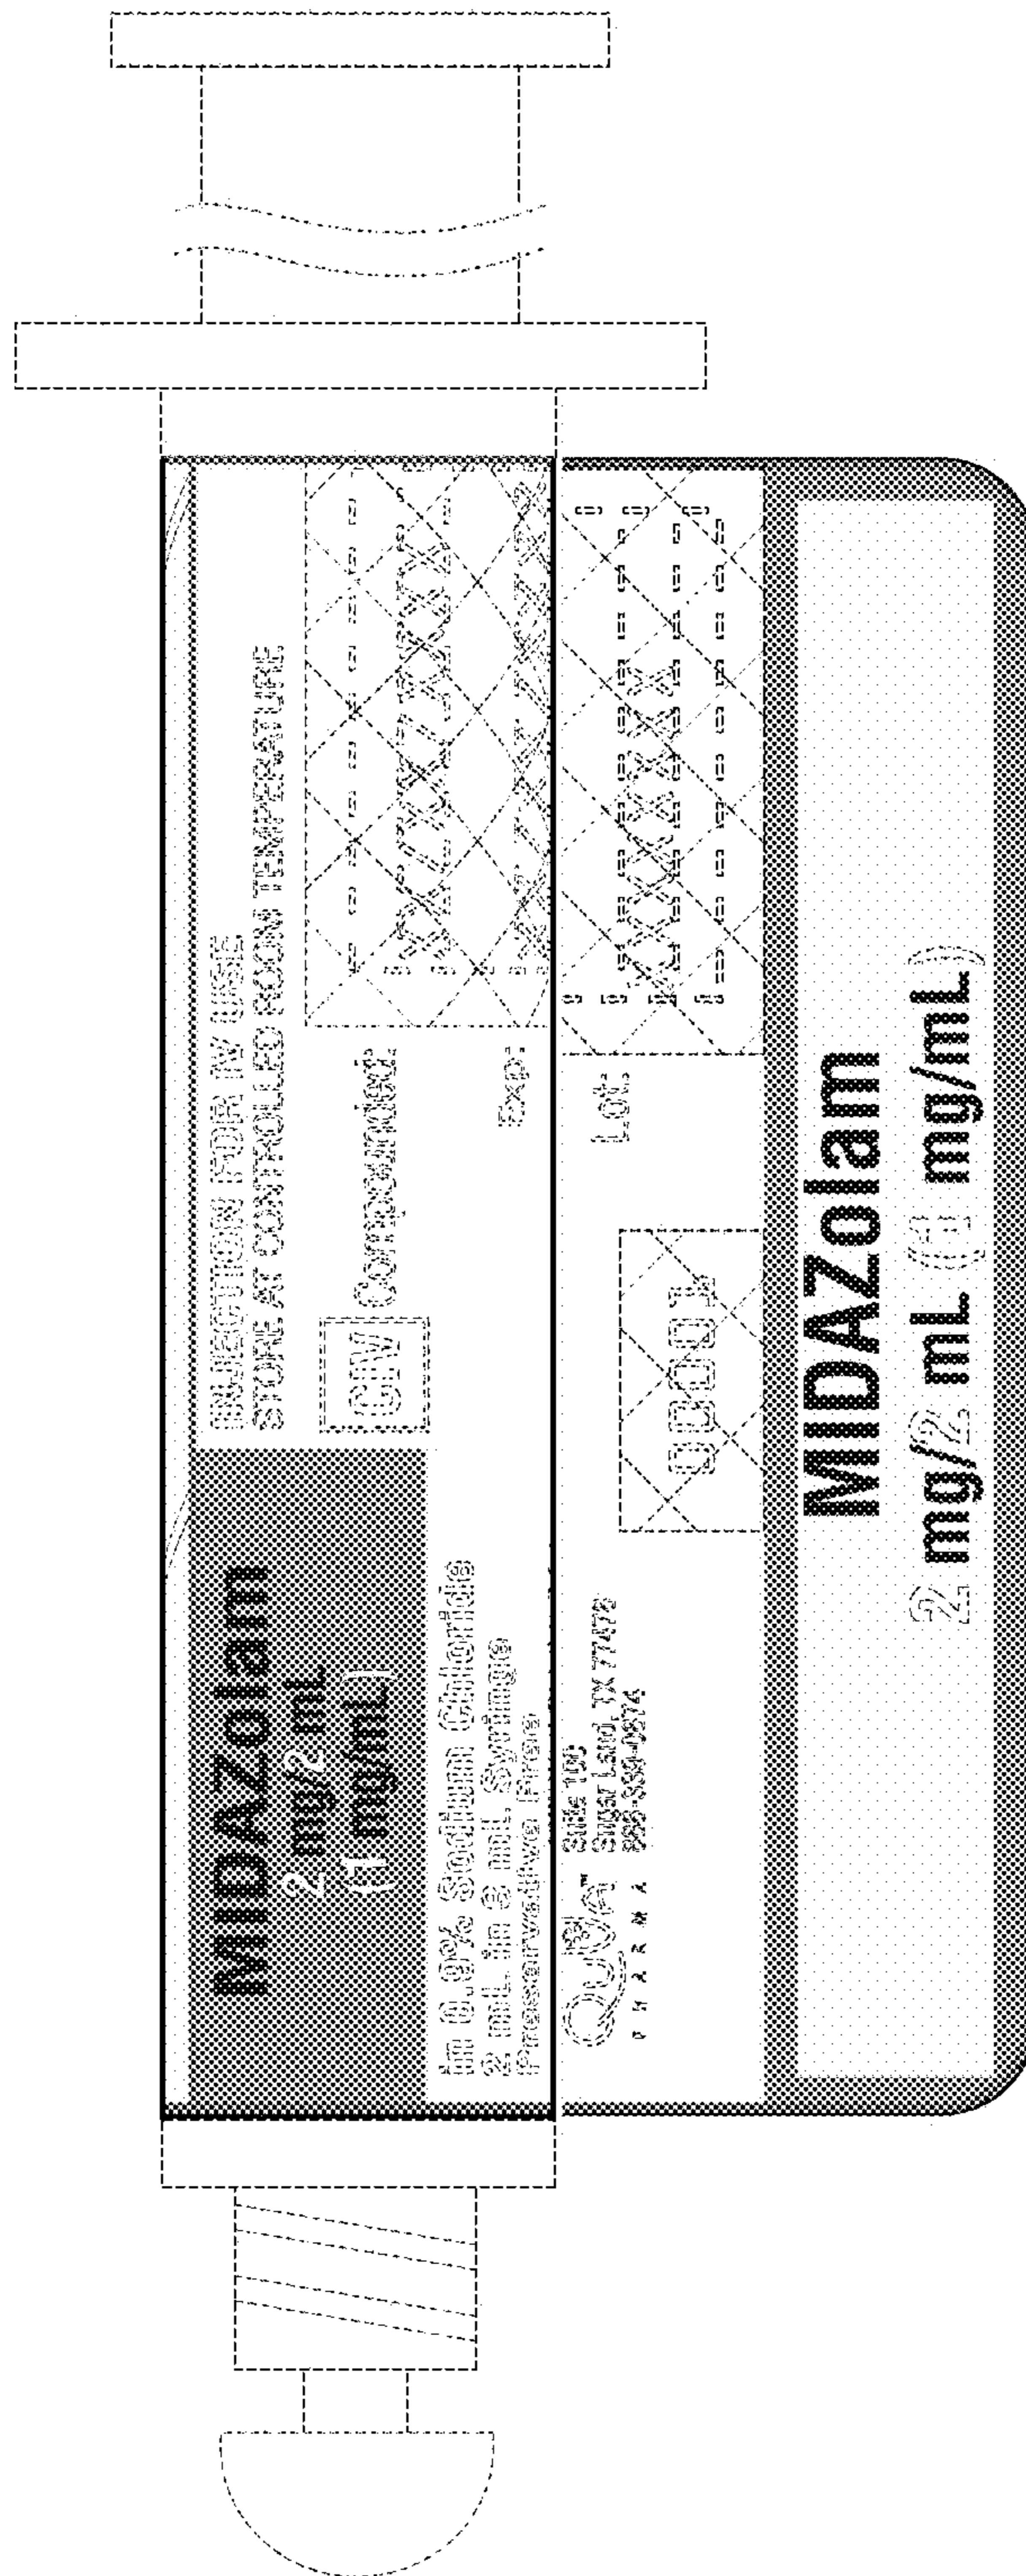 INJECTION FOR IV USE
STORE AT CONTROLLED ROOM TEMPERATURE
MIDAZolam
2 mg/2 mL
(1 mg/mL)
CIV
Compounded:
Exp:
in 0.9% Sodium Chloride
2 mL in 3 mL Syringe
Preservative Free
QuVa™
PHARMA
Suite 100
Sugar Land, TX 77478
Lot:
MIDAZolam
2 mg/2 mL (1 mg/mL)